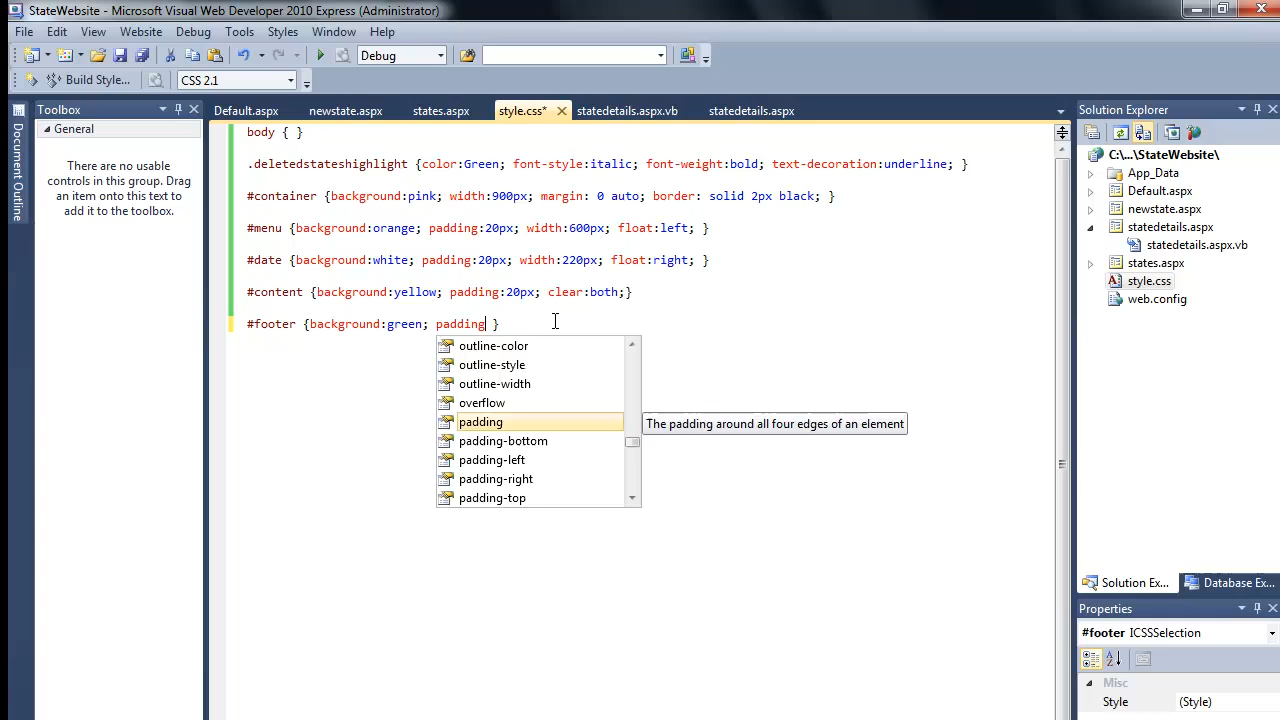 StateWebsite - Microsoft Visual Web Developer 2010 Express (Administrator)
File Edit View Website Debug Tools Styles Window Help
Debug
Build Style... CSS 2.1
Document Outline
Toolbox
General
There are no usable
controls in this group. Drag
an item onto this text to
add it to the toolbox.
Default.aspx newstate.aspx states.aspx style.css* statedetails.aspx.vb statedetails.aspx
body { }
.deletedstateshighlight {color:Green; font-style:italic; font-weight:bold; text-decoration:underline; }
#container {background:pink; width:900px; margin: 0 auto; border: solid 2px black; }
#menu {background:orange; padding:20px; width:600px; float:left; }
#date {background:white; padding:20px; width:220px; float:right; }
#content {background:yellow; padding:20px; clear:both;}
#footer {background:green; padding }
outline-color
outline-style
outline-width
overflow
padding
padding-bottom
padding-left
padding-right
padding-top
The padding around all four edges of an element
Solution Explorer
C:\...\StateWebsite\
App_Data
Default.aspx
newstate.aspx
statedetails.aspx
statedetails.aspx.vb
states.aspx
style.css
web.config
Solution Ex... Database Ex...
Properties
#footer ICSSSelection
Misc
Style (Style)